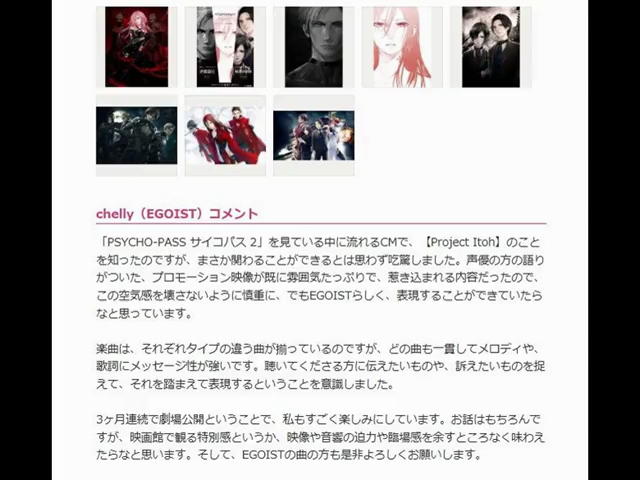 chelly（EGOIST）コメント
「PSYCHO-PASS サイコパス 2」を見ている中に流れるCMで、【Project Itoh】のこと
を知ったのですが、まさか関わることができるとは思わず吃驚しました。声優の方の語り
がついた、プロモーション映像が既に雰囲気たっぷりで、惹き込まれる内容だったので、
この空気感を壊さないように慎重に、でもEGOISTらしく、表現することができていたら
なと思っています。
楽曲は、それぞれタイプの違う曲が揃っているのですが、どの曲も一貫してメロディや、
歌詞にメッセージ性が強いです。聴いてくださる方に伝えたいものや、訴えたいものを捉
えて、それを踏まえて表現するということを意識しました。
3ヶ月連続で劇場公開ということで、私もすごく楽しみにしています。お話はもちろんで
すが、映画館で観る特別感というか、映像や音響の迫力や臨場感を余すところなく味わえ
たらなと思います。そして、EGOISTの曲の方も是非よろしくお願いします。